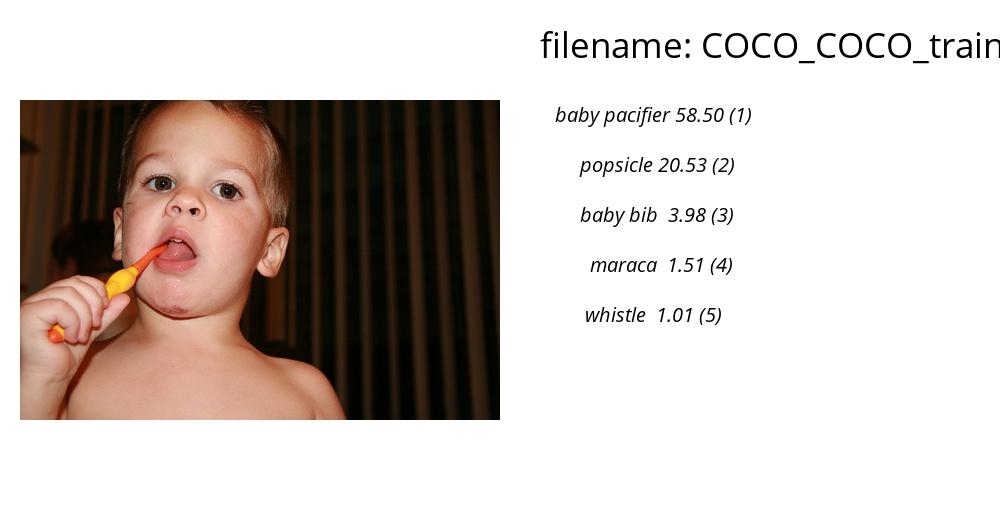 filename: COCO_COCO_train
baby pacifier 58.50 (1)
popsicle 20.53 (2)
baby bib 3.98 (3)
maraca 1.51 (4)
whistle 1.01 (5)